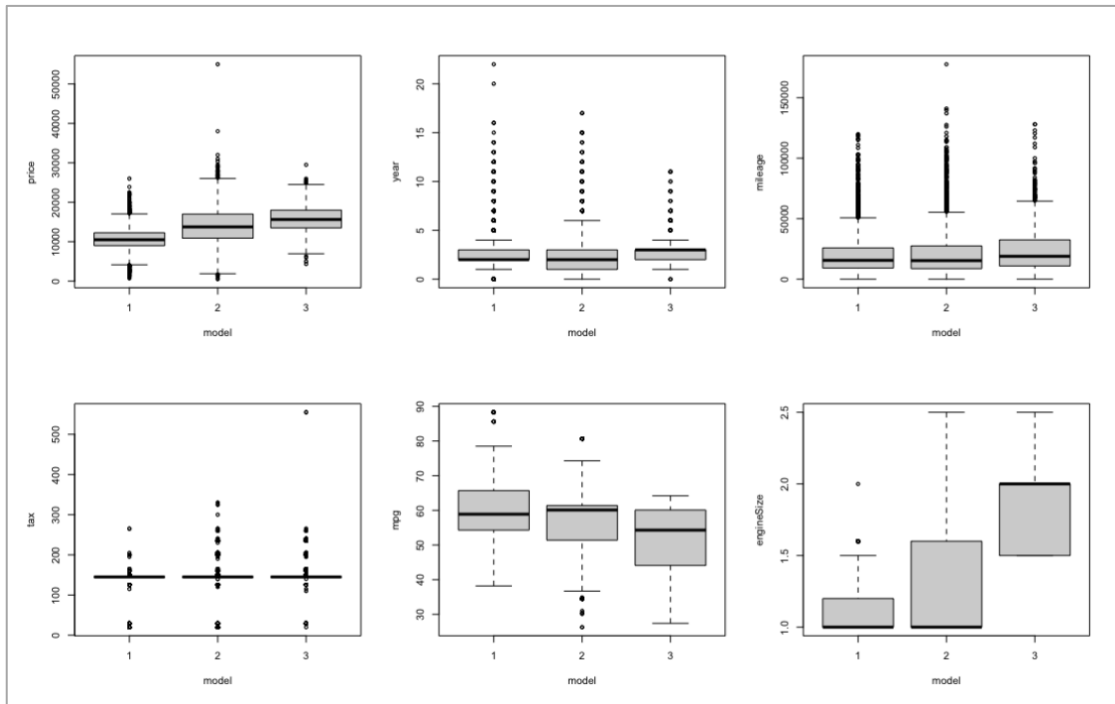 price
0 10000 20000 30000 40000 50000
1 2 3
model
year
0 5 10 15 20
1 2 3
model
mileage
0 50000 100000 150000
1 2 3
model
tax
0 100 200 300 400 500
1 2 3
model
mpg
30 40 50 60 70 80 90
1 2 3
model
engineSize
1.0 1.5 2.0 2.5
1 2 3
model